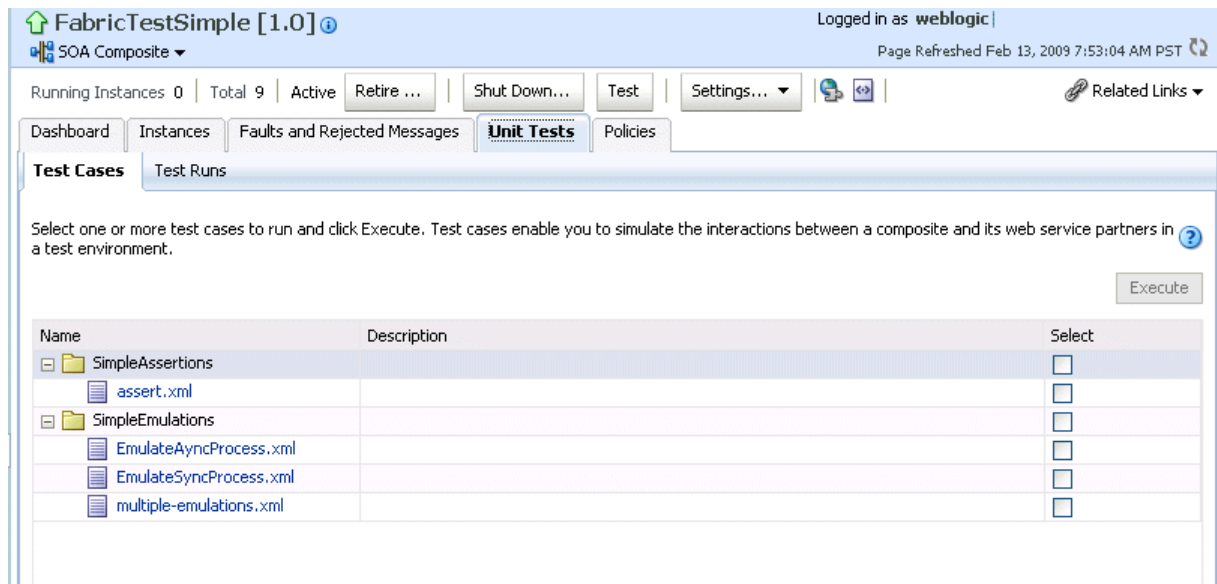 FabricTestSimple [1.0]
Logged in as weblogic
SOA Composite
Page Refreshed Feb 13, 2009 7:53:04 AM PST
Running Instances 0 Total 9 Active Retire ... Shut Down... Test Settings... Related Links
Dashboard Instances Faults and Rejected Messages Unit Tests Policies
Test Cases Test Runs
Select one or more test cases to run and click Execute. Test cases enable you to simulate the interactions between a composite and its web service partners in
a test environment.
Execute
Name Description Select
SimpleAssertions
assert.xml
SimpleEmulations
EmulateAyncProcess.xml
EmulateSyncProcess.xml
multiple-emulations.xml